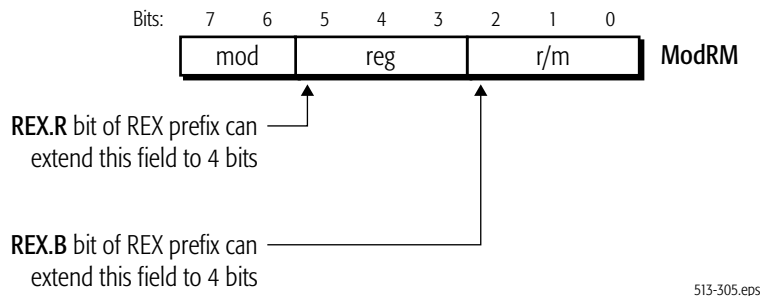 Bits: 7 6 5 4 3 2 1 0
mod reg r/m ModRM
REX.R bit of REX prefix can
extend this field to 4 bits
REX.B bit of REX prefix can
extend this field to 4 bits
513-305.eps